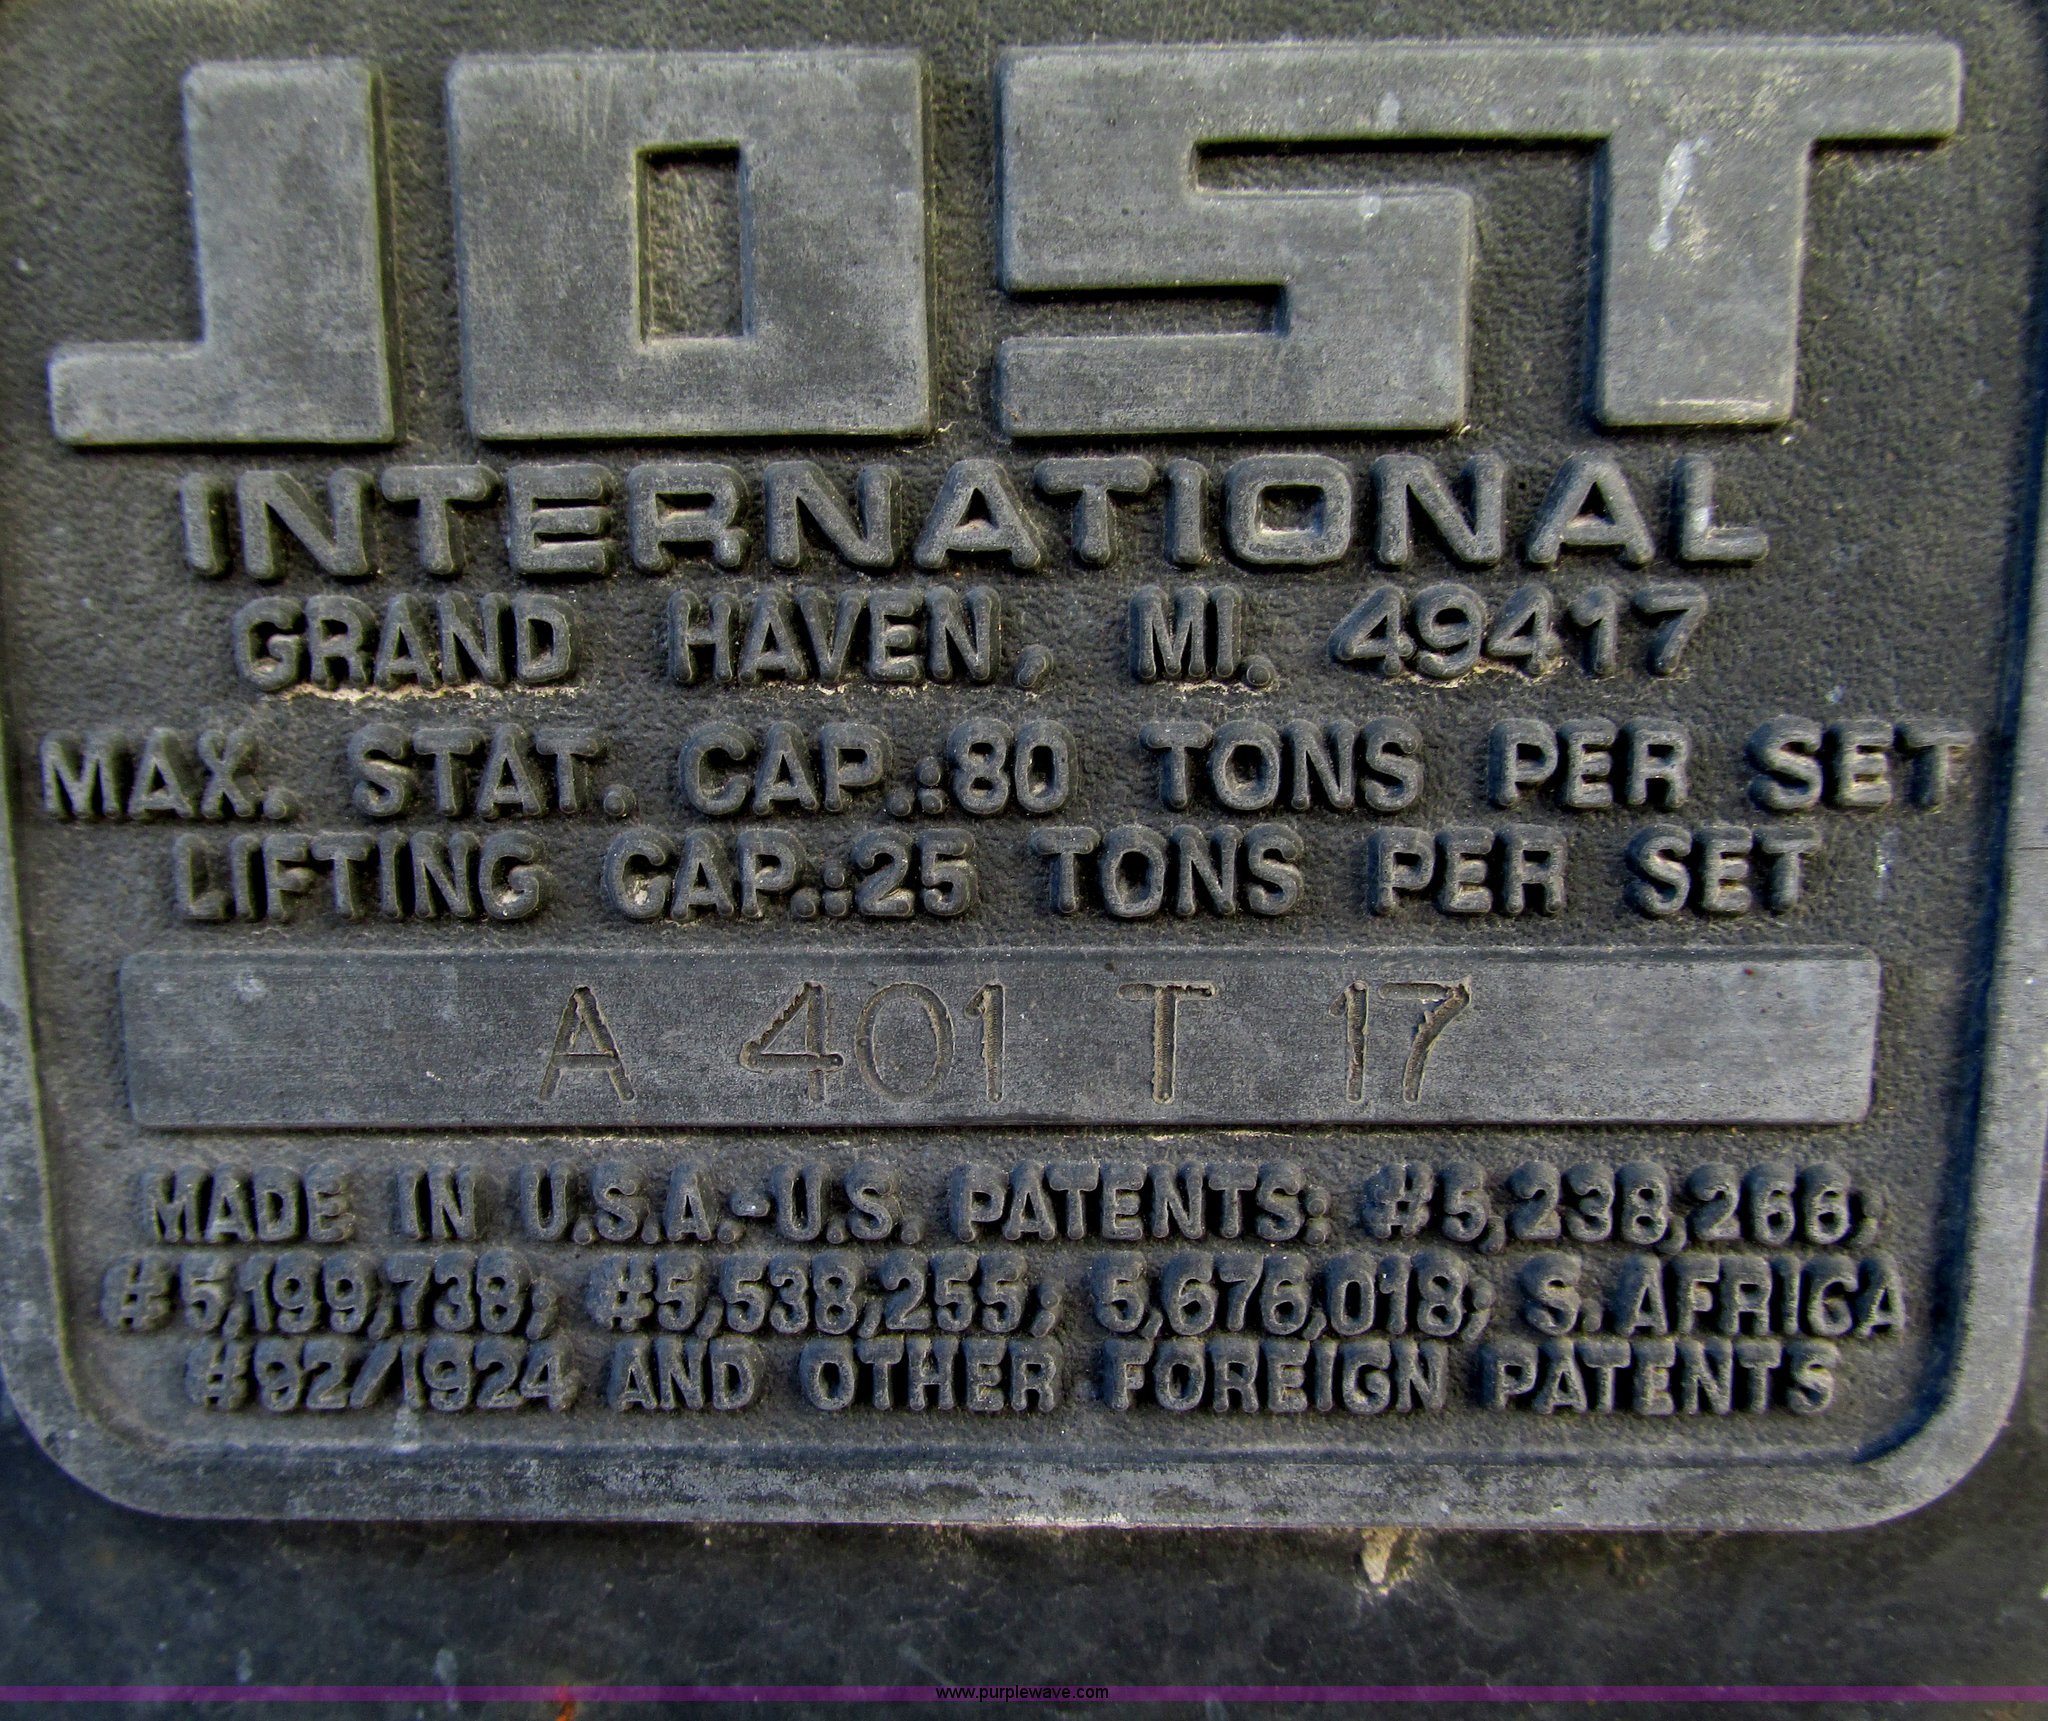 JOST
INTERNATIONAL
GRAND HAVEN, MI. 49417
MAX. STAT. CAP.:80 TONS PER SET
LIFTING CAP.:25 TONS PER SET
A 401 T 17
MADE IN U.S.A.-U.S. PATENTS: #5,238,266;
#5,199,738; #5,538,255; 5,676,018; S. AFRICA
#92/1924 AND OTHER FOREIGN PATENTS
www.purplewave.com